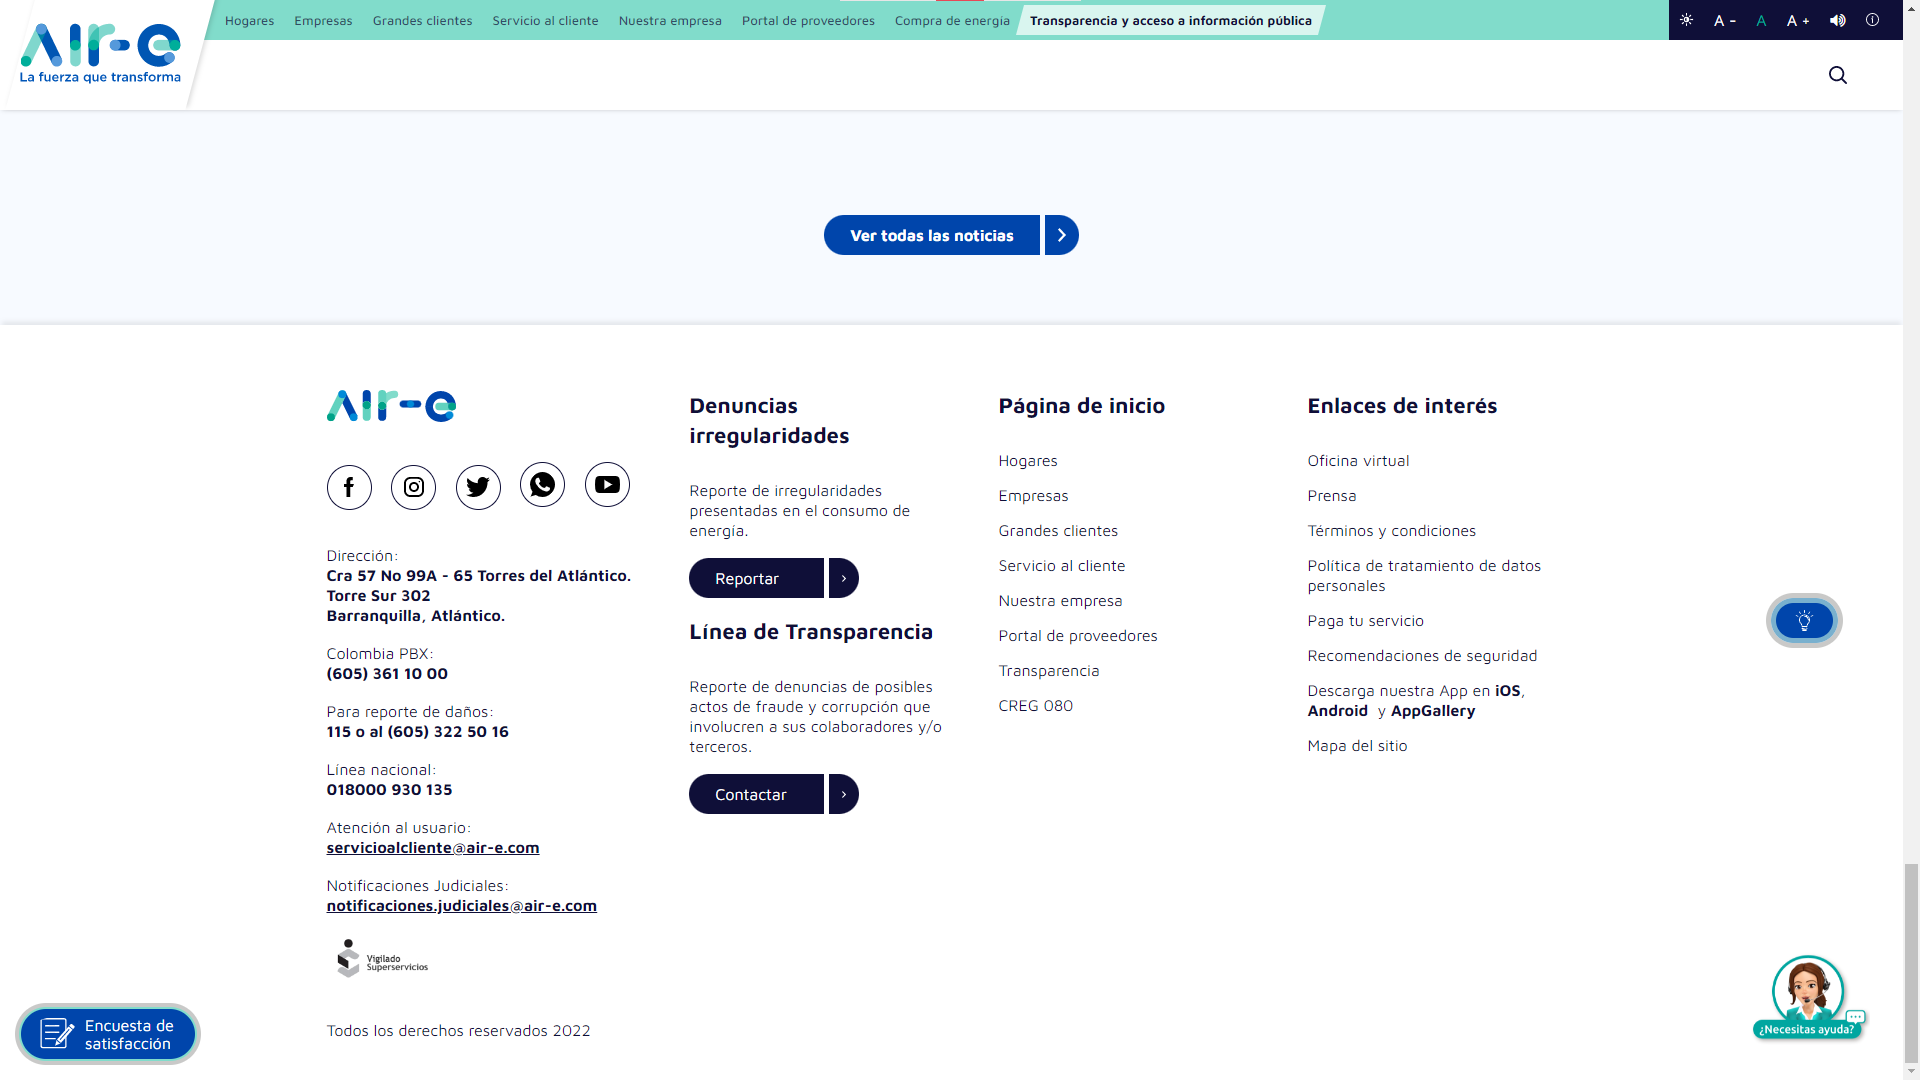 AIr-e
La fuerza que transforma
Hogares
Empresas
Grandes clientes
Servicio al cliente
Nuestra empresa
Portal de proveedores
Compra de energía
Transparencia y acceso a información pública
A -
A
A +
Ver todas las noticias
AIr-e
Dirección:
Cra 57 No 99A - 65 Torres del Atlántico.
Torre Sur 302
Barranquilla, Atlántico.
Colombia PBX:
(605) 361 10 00
Para reporte de daños:
115 o al (605) 322 50 16
Línea nacional:
018000 930 135
Atención al usuario:
servicioalcliente@air-e.com
Notificaciones Judiciales:
notificaciones.judiciales@air-e.com
Vigilado
Superservicios
Todos los derechos reservados 2022
Denuncias
irregularidades
Reporte de irregularidades
presentadas en el consumo de
energía.
Reportar
Línea de Transparencia
Reporte de denuncias de posibles
actos de fraude y corrupción que
involucren a sus colaboradores y/o
terceros.
Contactar
Página de inicio
Hogares
Empresas
Grandes clientes
Servicio al cliente
Nuestra empresa
Portal de proveedores
Transparencia
CREG 080
Enlaces de interés
Oficina virtual
Prensa
Términos y condiciones
Política de tratamiento de datos
personales
Paga tu servicio
Recomendaciones de seguridad
Descarga nuestra App en iOS,
Android y AppGallery
Mapa del sitio
Encuesta de
satisfacción
¿Necesitas ayuda?